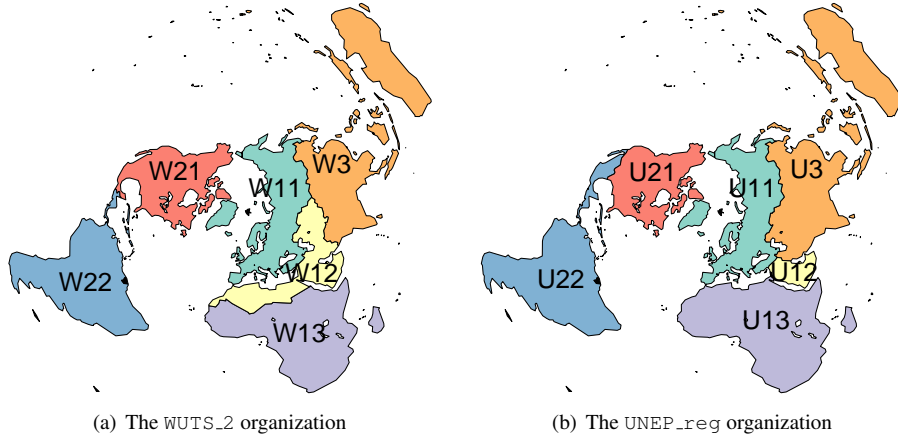 W21
W11
W3
W22
W12
W13
U21
U11
U3
U22
U12
U13
(a) The WUTS_2 organization
(b) The UNEP_reg organization